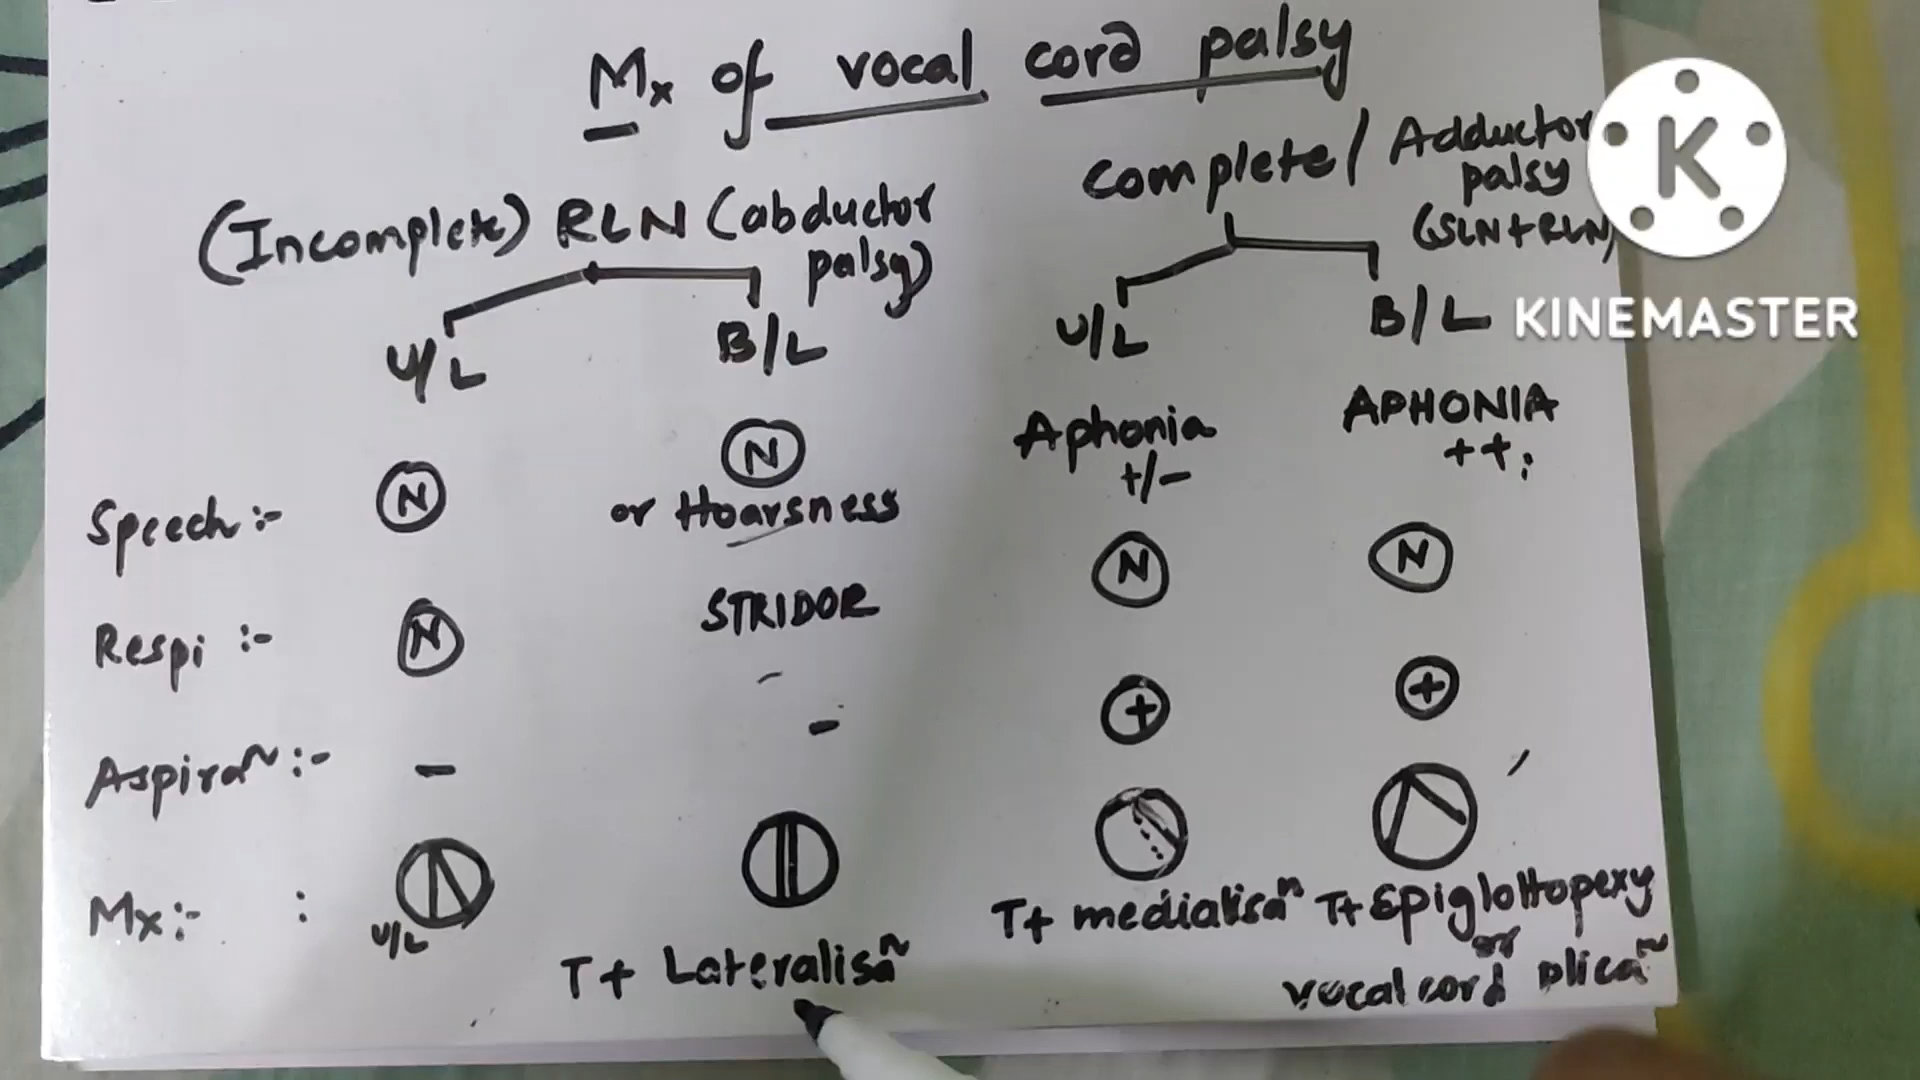 Mx of vocal cord palsy
(Incomplete) RLN (abductor palsy)
Complete / Adductor palsy
(SLN + RLN)
U/L
B/L
U/L
B/L
Speech :-
N
N
or Hoarsness
Aphonia
+/-
APHONIA
++
Respi :-
N
STRIDOR
N
N
Aspiraⁿ :-
-
-
+
+
Mx :- :
U/L
T + Lateralisaⁿ
T + medialisaⁿ
T + Epiglottopexy
or
vocal cord plicaⁿ
K
KINEMASTER